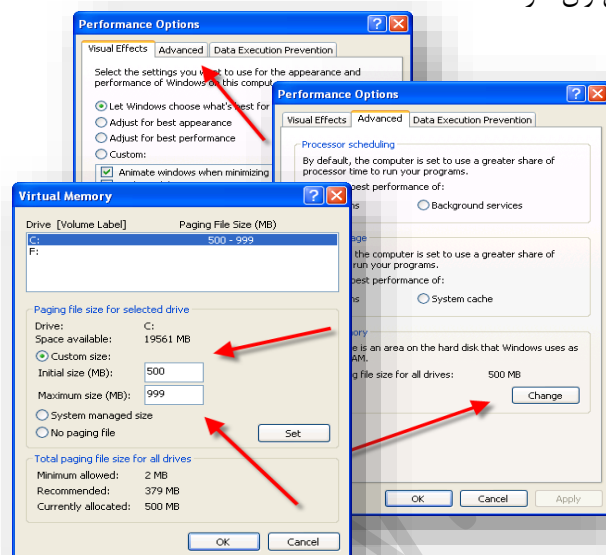 Performance Options
Visual Effects Advanced Data Execution Prevention
Select the settings you want to use for the appearance and
performance of Windows on this comput
Let Windows choose what's best for
Adjust for best appearance
Adjust for best performance
Custom:
Animate windows when minimizing
Performance Options
Visual Effects Advanced Data Execution Prevention
Processor scheduling
By default, the computer is set to use a greater share of
processor time to run your programs.
best performance of:
Background services
the computer is set to use a greater share of
run your programs.
best performance of:
System cache
is an area on the hard disk that Windows uses as
file size for all drives: 500 MB
Change
OK Cancel Apply
Virtual Memory
Drive [Volume Label] Paging File Size (MB)
C: 500 - 999
F:
Paging file size for selected drive
Drive: C:
Space available: 19561 MB
Custom size:
Initial size (MB): 500
Maximum size (MB): 999
System managed size
No paging file
Set
Total paging file size for all drives
Minimum allowed: 2 MB
Recommended: 379 MB
Currently allocated: 500 MB
OK Cancel